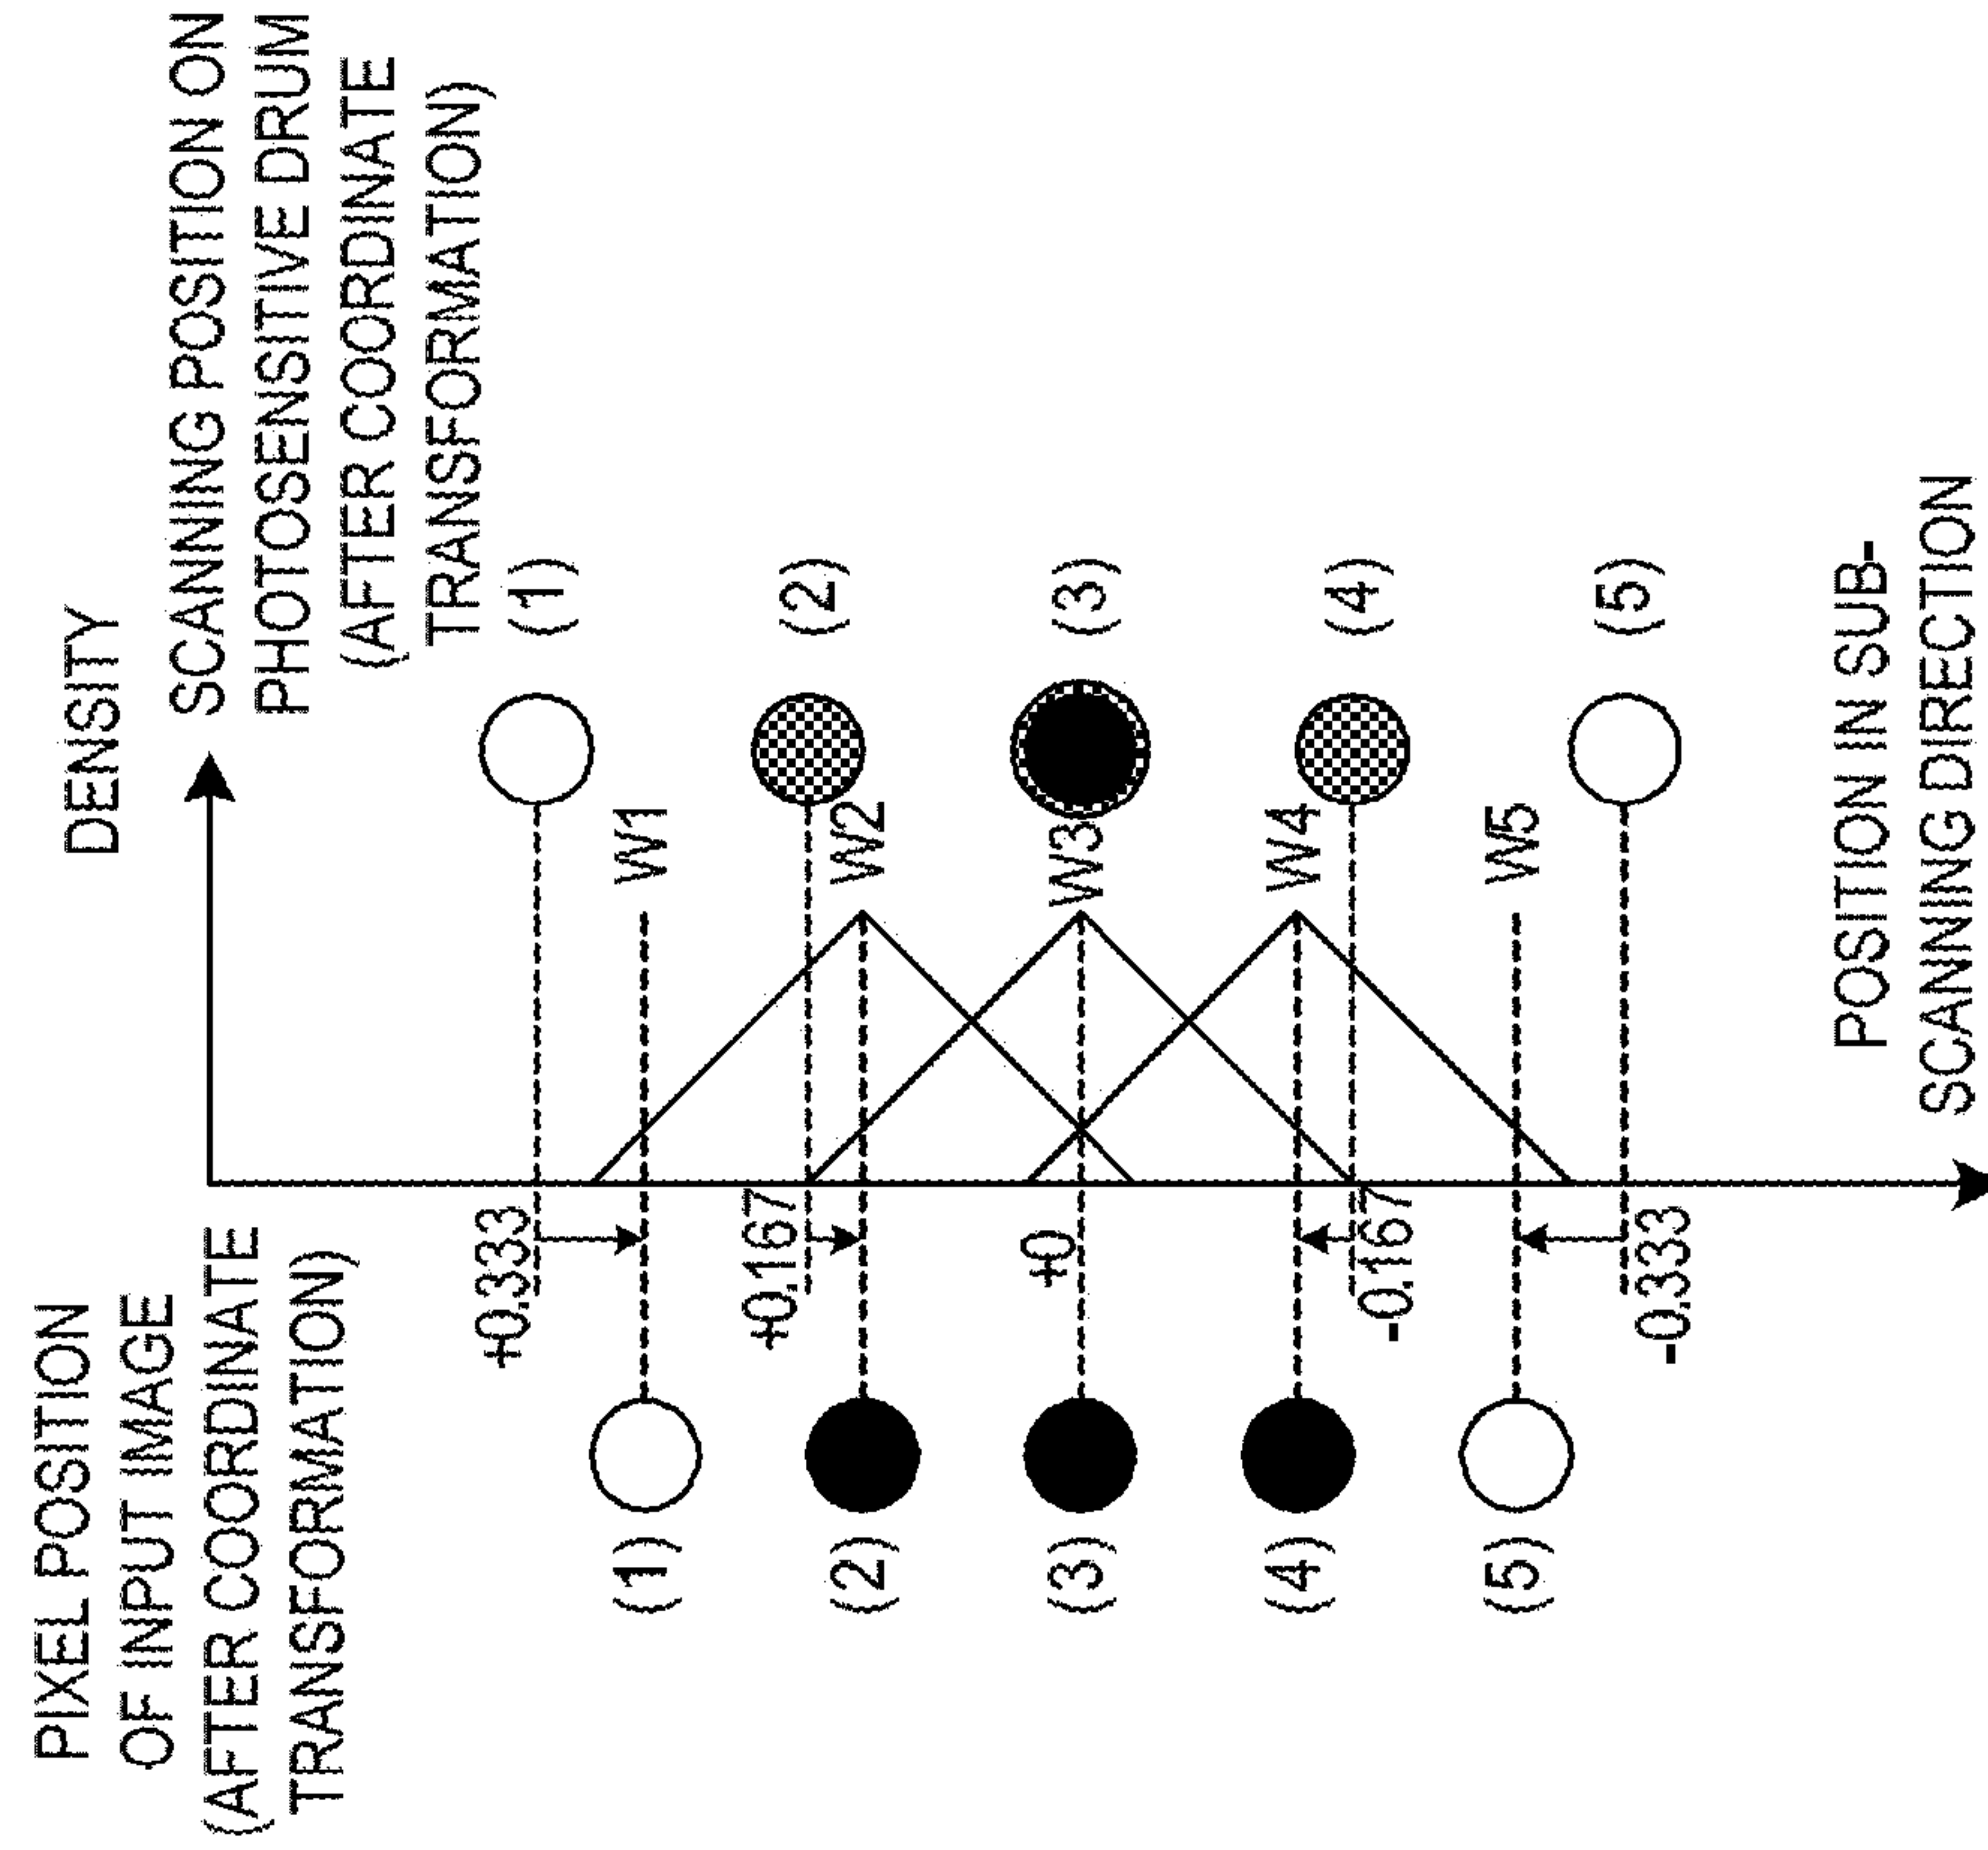 DENSITY
SCANNING POSITION ON
PHOTOSENSITIVE DRUM
(AFTER COORDINATE
TRANSFORMATION)
PIXEL POSITION
OF INPUT IMAGE
(AFTER COORDINATE
TRANSFORMATION)
(1)
(2)
(3)
(4)
(5)
W1
W2
W3
W4
W5
+0.333
+0.167
+0
-0.167
-0.333
(1)
(2)
(3)
(4)
(5)
POSITION IN SUB-
SCANNING DIRECTION